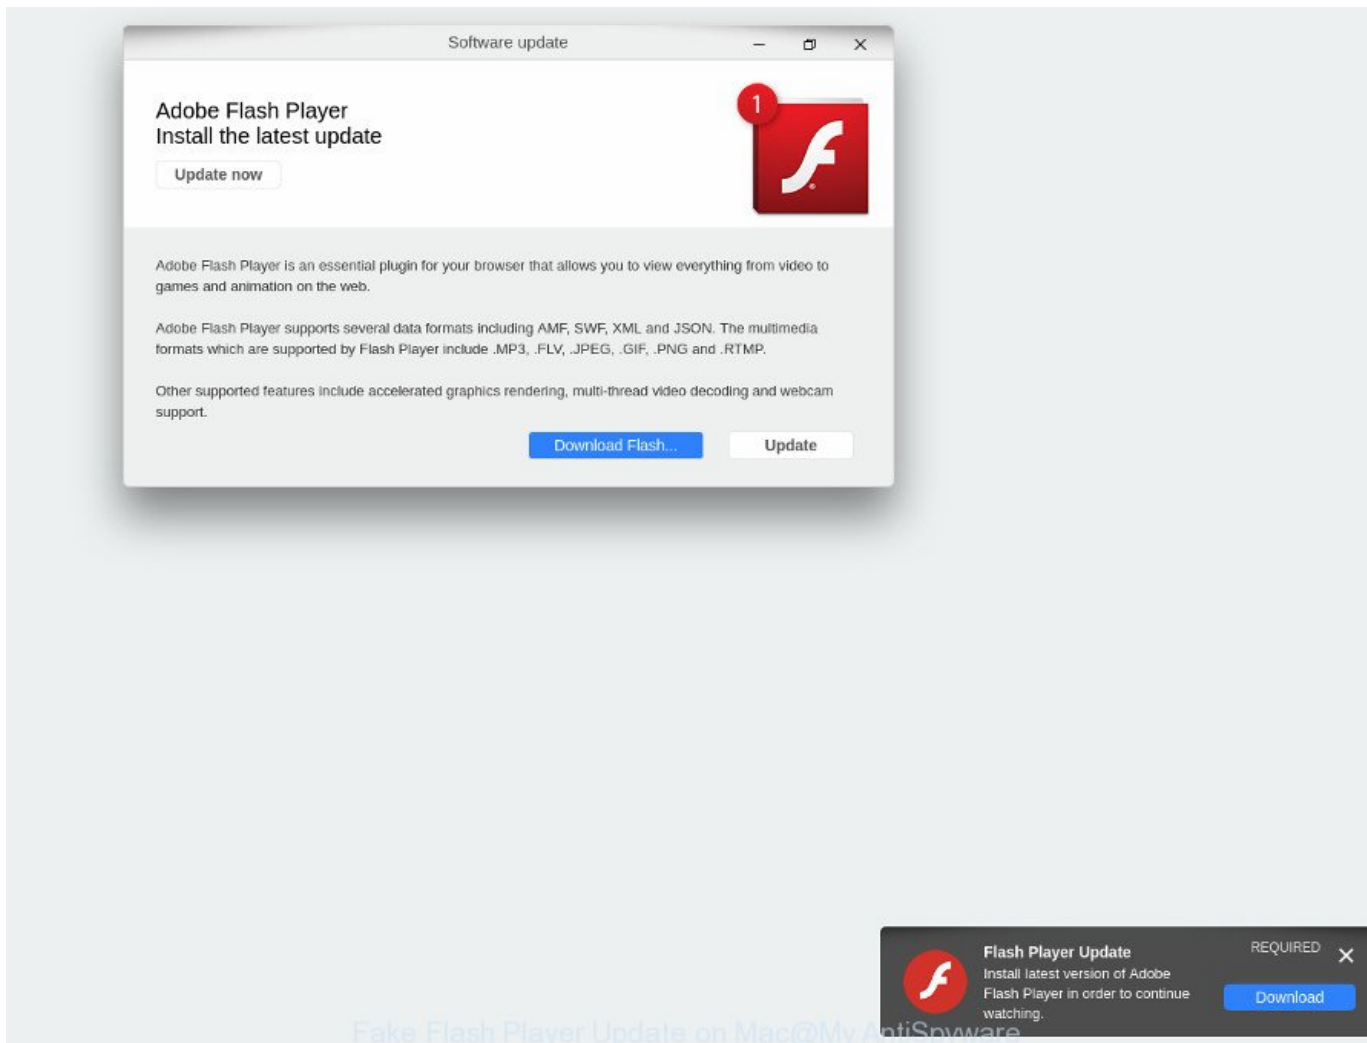 Software update
1
Adobe Flash Player
Install the latest update
Update now
Adobe Flash Player is an essential plugin for your browser that allows you to view everything from video to
games and animation on the web.
Adobe Flash Player supports several data formats including AMF, SWF, XML and JSON. The multimedia
formats which are supported by Flash Player include .MP3, .FLV, .JPEG, .GIF, .PNG and .RTMP.
Other supported features include accelerated graphics rendering, multi-thread video decoding and webcam
support.
Download Flash...
Update
Flash Player Update
REQUIRED
Install latest version of Adobe
Flash Player in order to continue
watching.
Download
Fake Flash Player Update on Mac@My AntiSpyware